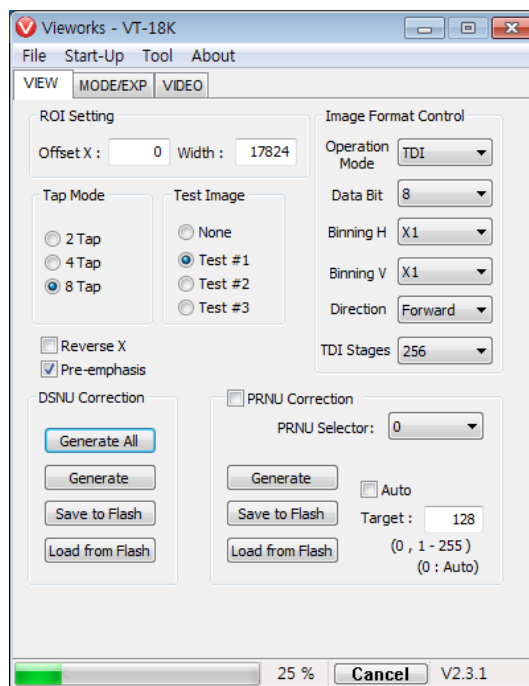 Vieworks - VT-18K
File Start-Up Tool About
VIEW MODE/EXP VIDEO
ROI Setting
Offset X : 0 Width : 17824
Image Format Control
Operation Mode TDI
Data Bit 8
Binning H X1
Binning V X1
Direction Forward
TDI Stages 256
Tap Mode
2 Tap
4 Tap
8 Tap
Test Image
None
Test #1
Test #2
Test #3
Reverse X
Pre-emphasis
DSNU Correction
Generate All
Generate
Save to Flash
Load from Flash
PRNU Correction
PRNU Selector: 0
Generate
Save to Flash
Load from Flash
Auto
Target : 128
(0 , 1 - 255 )
(0 : Auto)
25 % Cancel V2.3.1